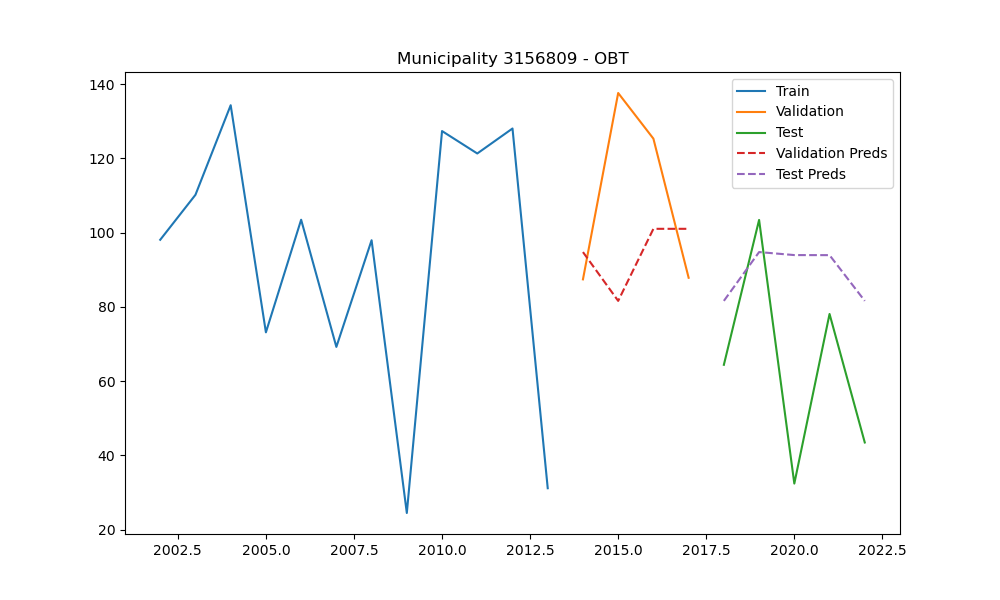 Municipality 3156809 - OBT
140
120
100
80
60
40
20
2002.5 2005.0 2007.5 2010.0 2012.5 2015.0 2017.5 2020.0 2022.5
Train
Validation
Test
Validation Preds
Test Preds